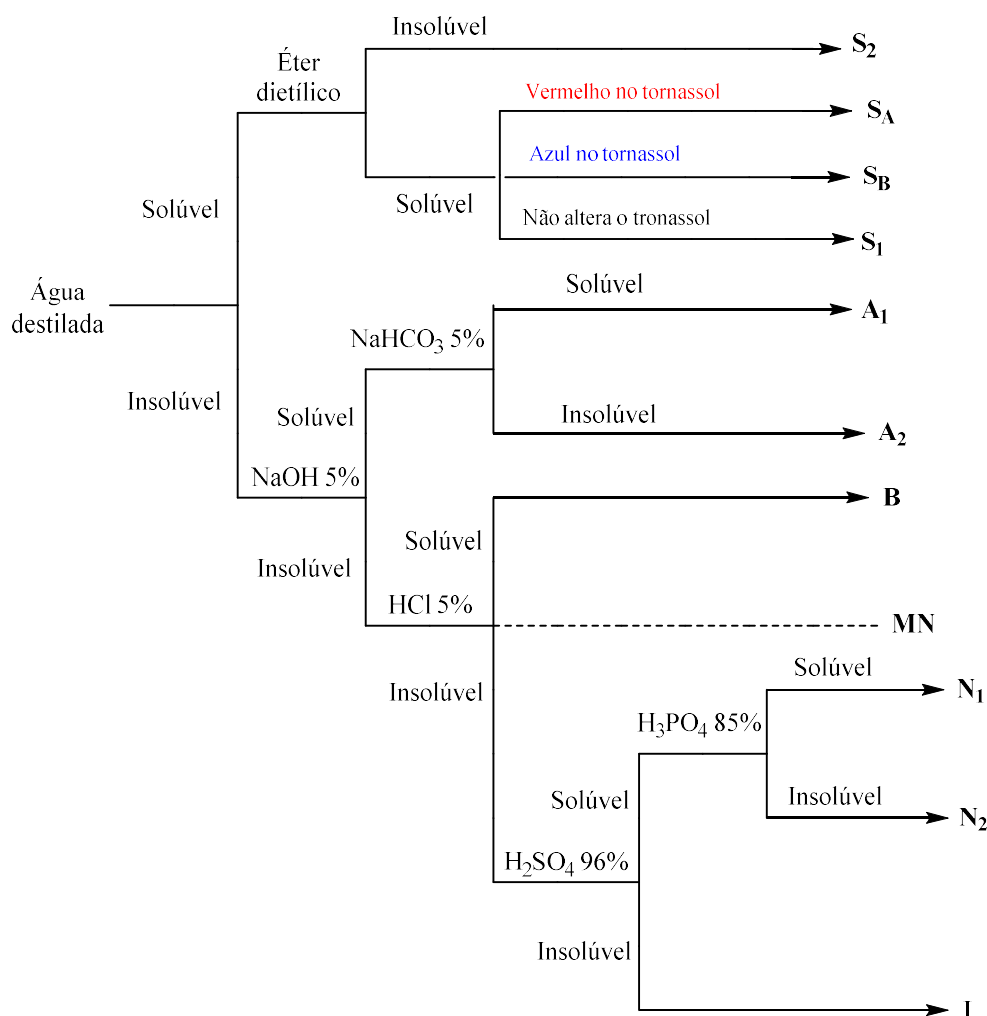 Insolúvel
S2
Éter
dietílico
Vermelho no tornassol
SA
Azul no tornassol
SB
Solúvel
Solúvel
Não altera o tronassol
S1
Água
destilada
Solúvel
A1
NaHCO3 5%
Insolúvel
Solúvel
Insolúvel
A2
NaOH 5%
B
Solúvel
Insolúvel
HCl 5%
MN
Insolúvel
Solúvel
N1
H3PO4 85%
Solúvel
Insolúvel
N2
H2SO4 96%
Insolúvel
I